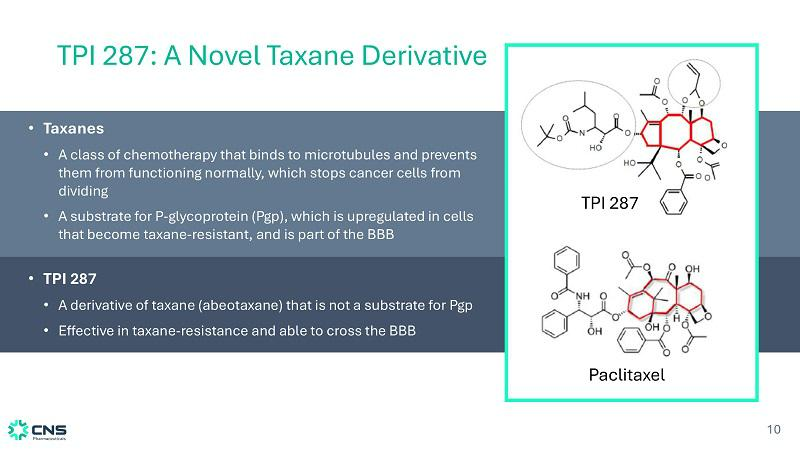 TPI 287: A Novel Taxane Derivative
• Taxanes
• A class of chemotherapy that binds to microtubules and prevents
them from functioning normally, which stops cancer cells from
dividing
• A substrate for P-glycoprotein (Pgp), which is upregulated in cells
that become taxane-resistant, and is part of the BBB
• TPI 287
• A derivative of taxane (abeotaxane) that is not a substrate for Pgp
• Effective in taxane-resistance and able to cross the BBB
TPI 287
Paclitaxel
CNS
Pharmaceuticals
10